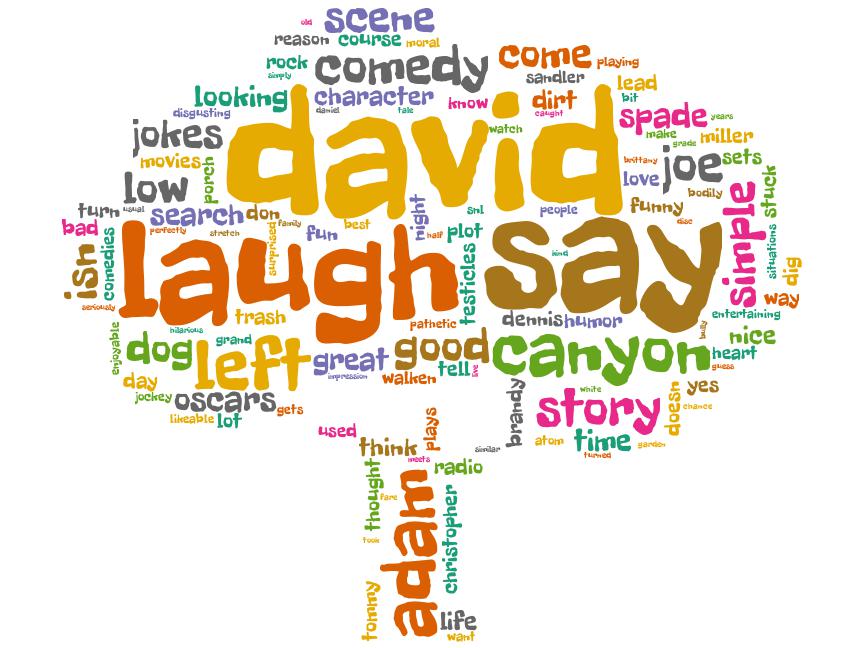 old scene
reason course moral
rock comedy come playing
simply sandler
looking character know dirt lead
bit
disgusting daniel tale caught spade years
jokes david watch make grade miller
movies porch brittany joe sets
low love bodily stuck
turn usual search don night snl people funny simple
bad perfectly stretch surprised family fun best half plot disc
ish comedies laugh testicles say kind situations dig
seriously way
trash pathetic dennis humor bully entertaining
enjoyable hilarious grand nice
dog left great good canyon heart
day impression walken tell live guess
jockey oscars gets brandy white story doesn yes
likeable lot chance
used plays atom time garden
think meets similar turned
thought radio
fare adam christopher
took
tommy life
want